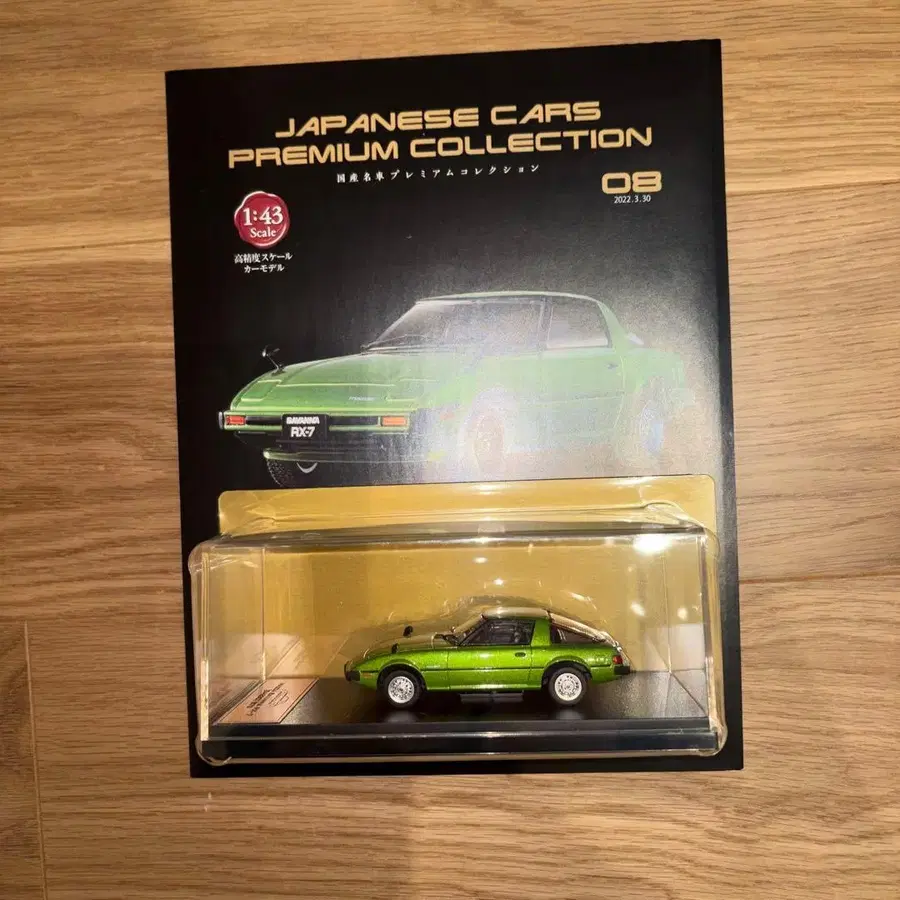 JAPANESE CARS
PREMIUM COLLECTION
国産名車プレミアムコレクション
08
2022.3.30
1:43
Scale
高精度スケール
カーモデル
SAVANNA
RX-7